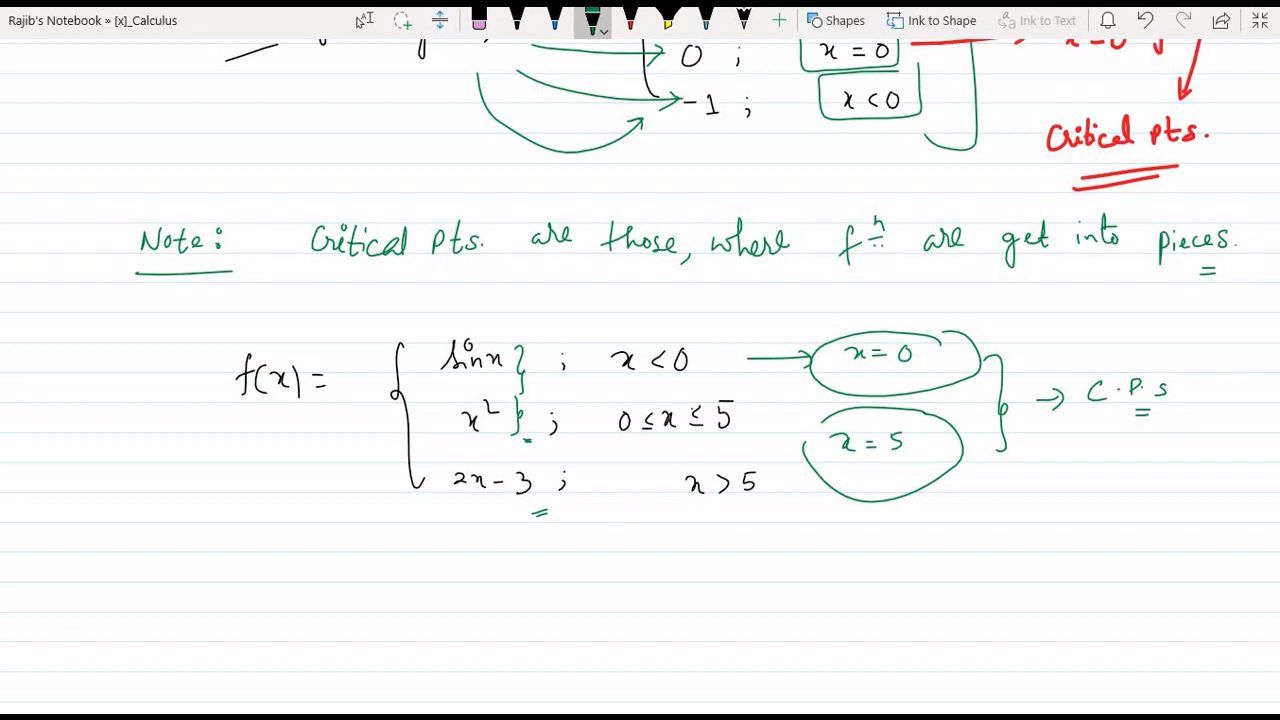 Rajib's Notebook » [x]_Calculus
Shapes Ink to Shape Ink to Text
0 ; x = 0
-1 ; x < 0
Critical pts.
Note: Critical pts. are those, where fⁿ are get into pieces.
f(x) = sin x ; x < 0 x = 0
x² ; 0 ≤ x ≤ 5 x = 5 → C.P.s
2x - 3 ; x > 5